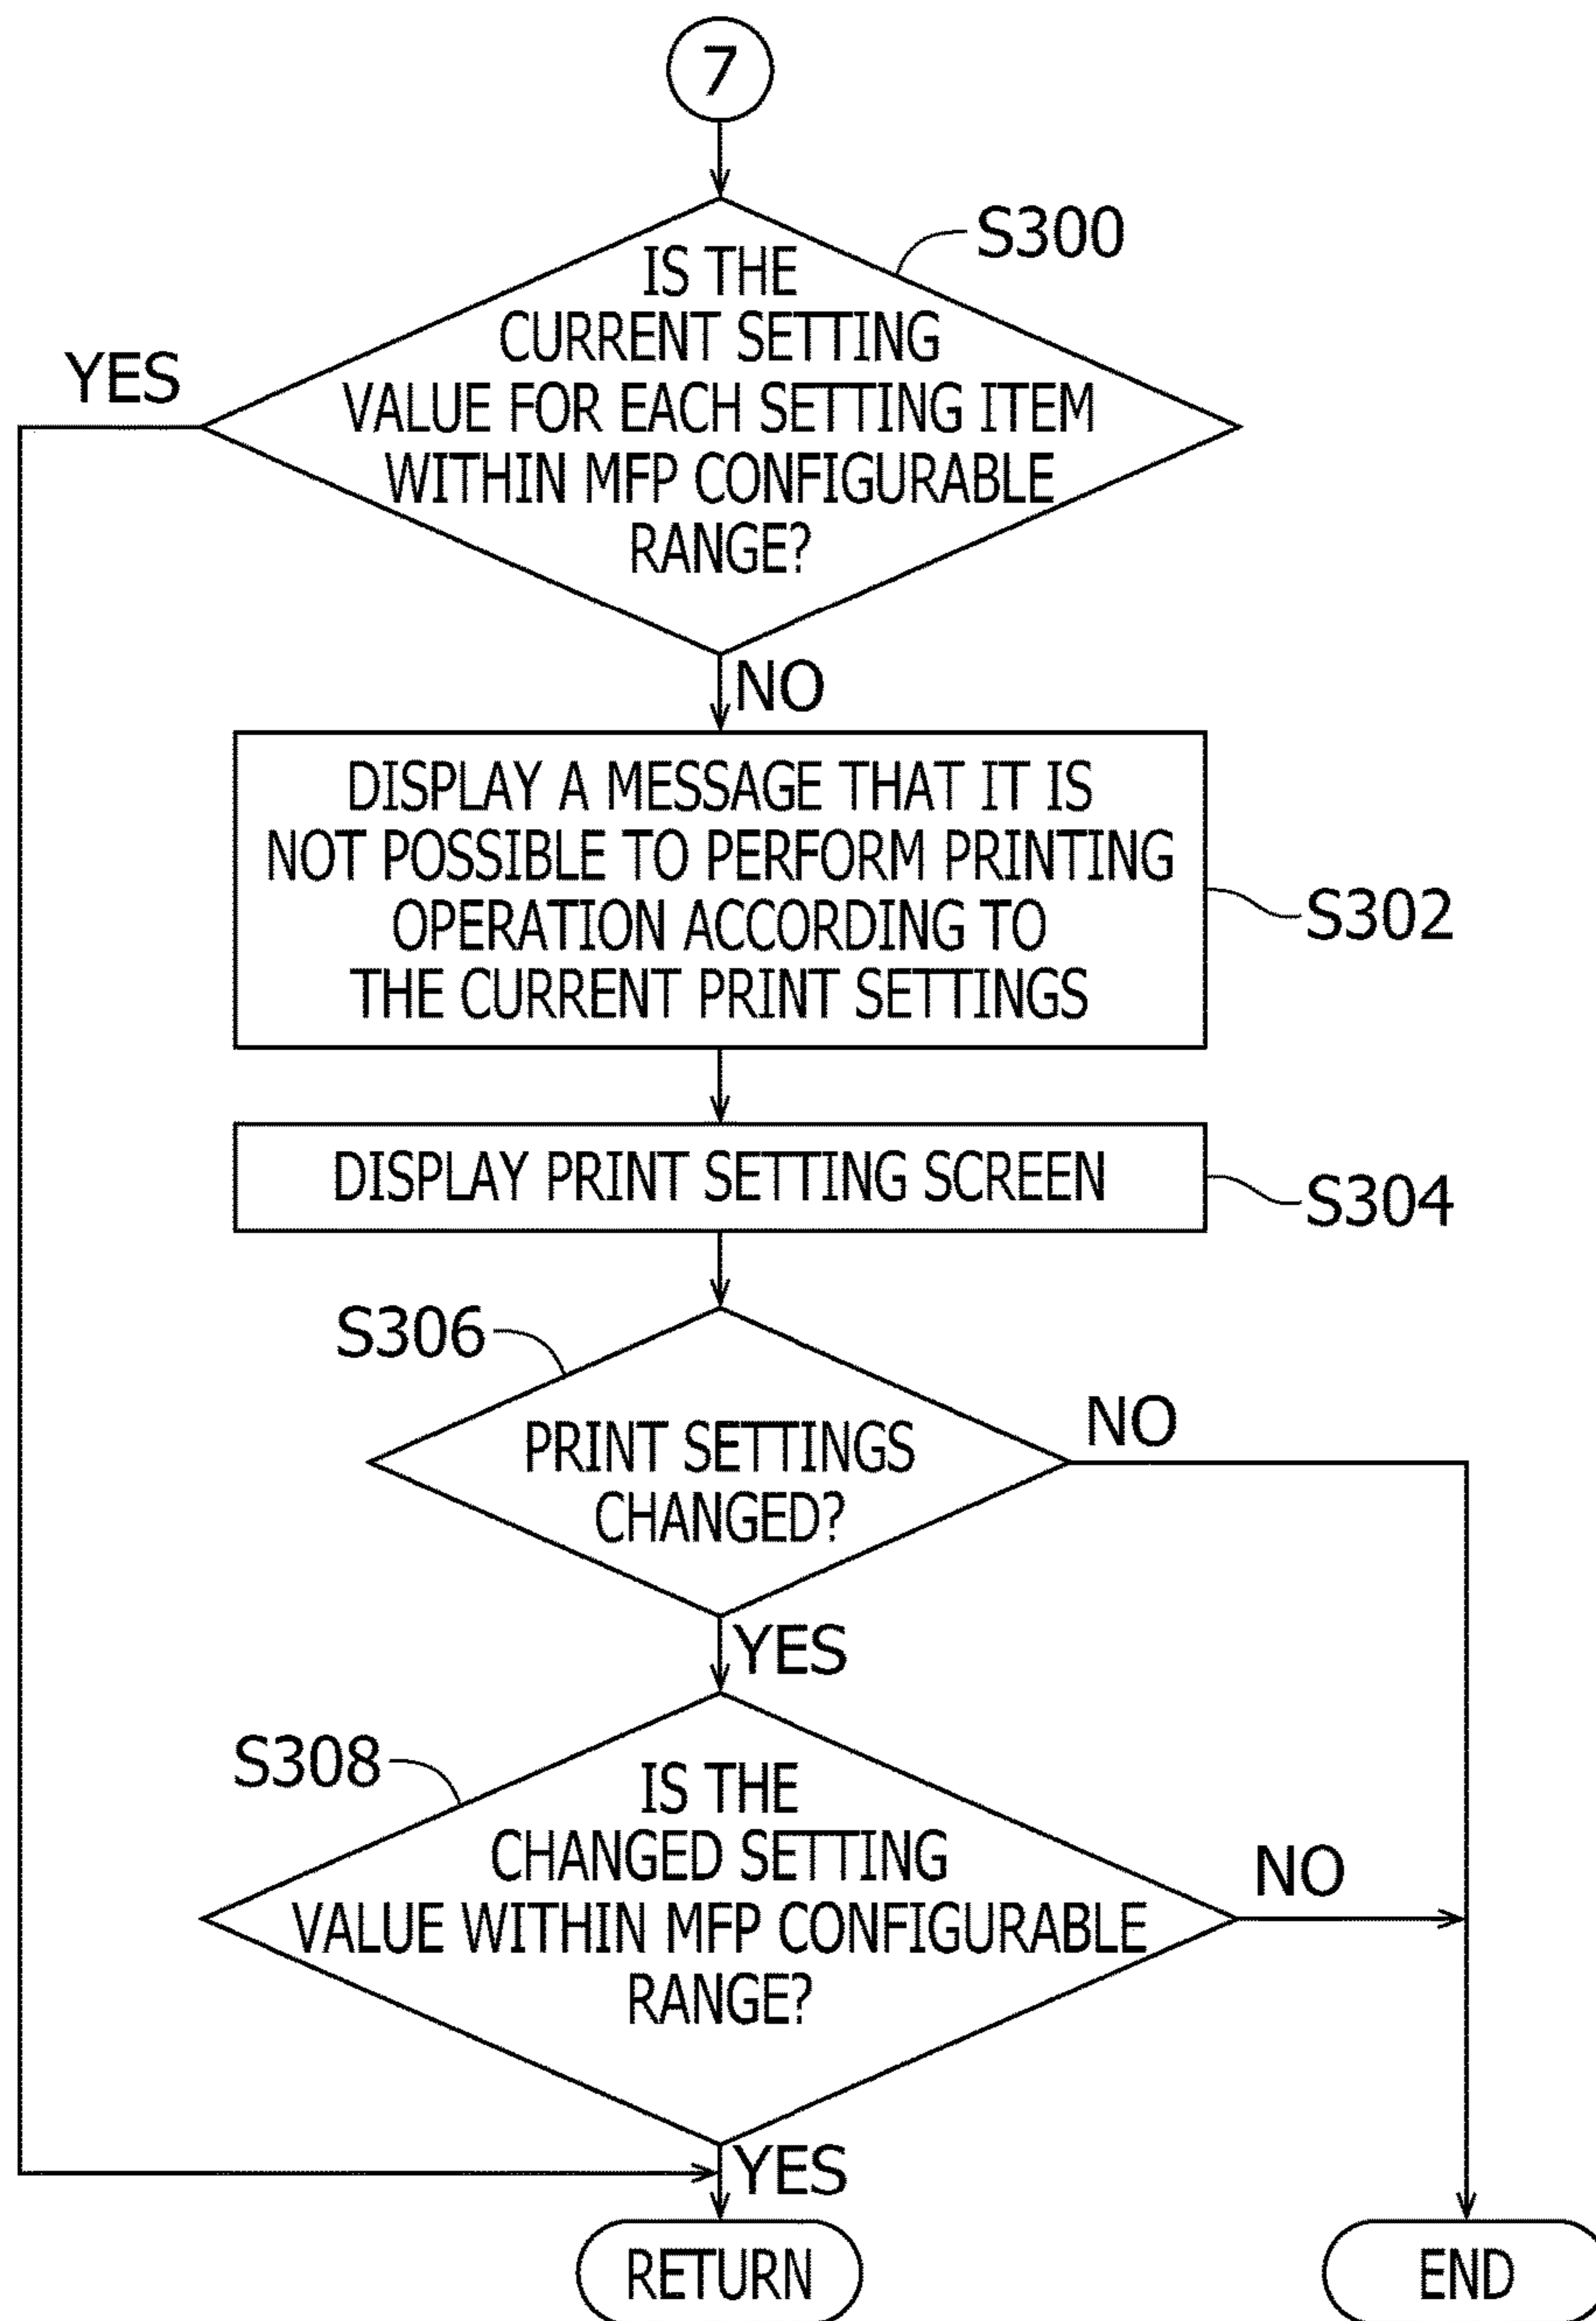 7
S300
IS THE
CURRENT SETTING
VALUE FOR EACH SETTING ITEM
WITHIN MFP CONFIGURABLE
RANGE?
YES
NO
DISPLAY A MESSAGE THAT IT IS
NOT POSSIBLE TO PERFORM PRINTING
OPERATION ACCORDING TO
THE CURRENT PRINT SETTINGS
S302
DISPLAY PRINT SETTING SCREEN
S304
S306
PRINT SETTINGS
CHANGED?
NO
YES
S308
IS THE
CHANGED SETTING
VALUE WITHIN MFP CONFIGURABLE
RANGE?
NO
YES
RETURN
END